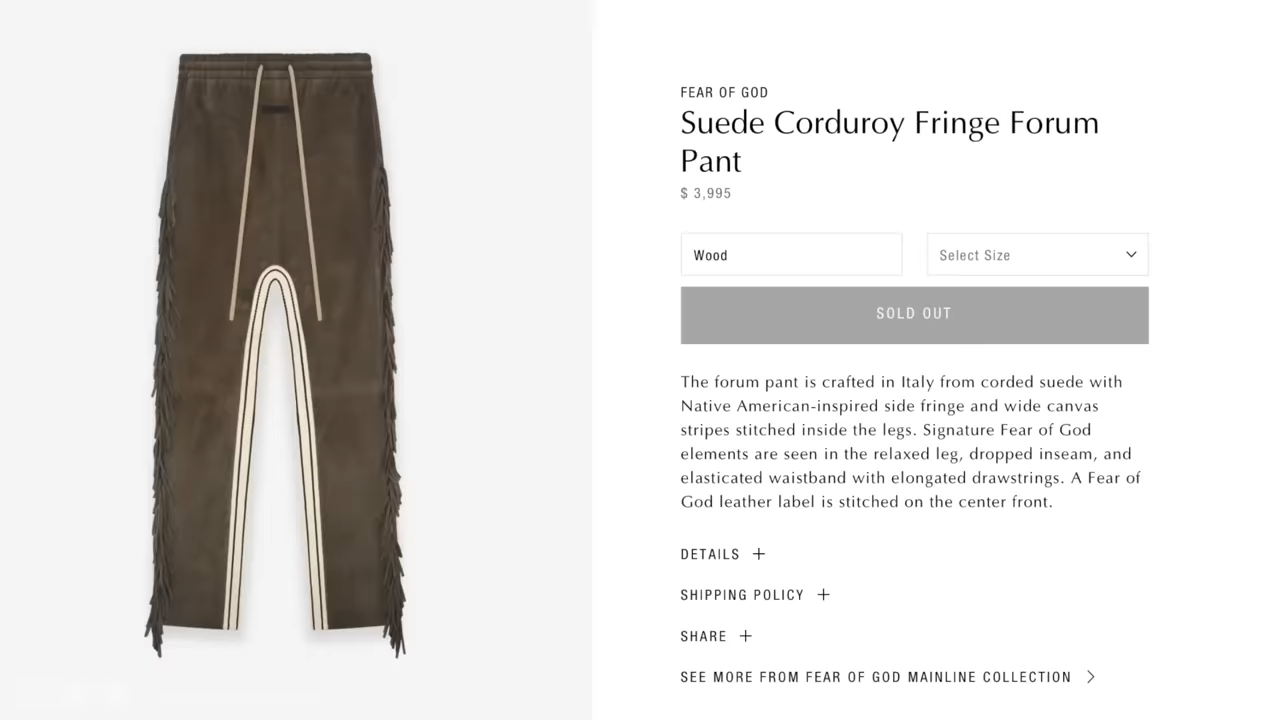 FEAR OF GOD
Suede Corduroy Fringe Forum
Pant
$ 3,995
Wood
Select Size
SOLD OUT
The forum pant is crafted in Italy from corded suede with
Native American-inspired side fringe and wide canvas
stripes stitched inside the legs. Signature Fear of God
elements are seen in the relaxed leg, dropped inseam, and
elasticated waistband with elongated drawstrings. A Fear of
God leather label is stitched on the center front.
DETAILS +
SHIPPING POLICY +
SHARE +
SEE MORE FROM FEAR OF GOD MAINLINE COLLECTION >